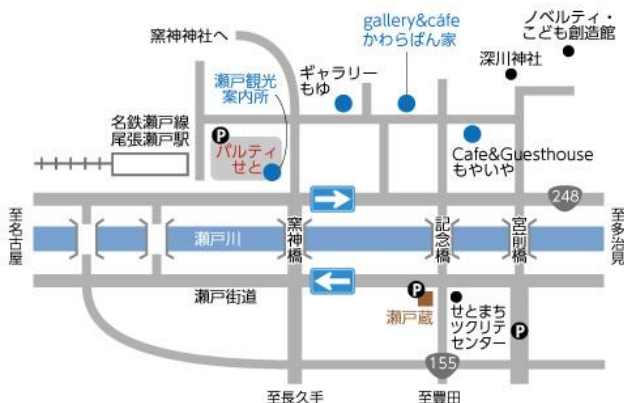 ノベルティ・
こども創造館
gallery&cáfe
かわらばん家
窯神神社へ
深川神社
ギャラリー
もゆ
瀬戸観光
案内所
名鉄瀬戸線
尾張瀬戸駅
P
パルティ
せと
Cafe&Guesthouse
もやいや
248
至名古屋
瀬戸川
窯神橋
記念橋
宮前橋
至多治見
瀬戸街道
P
瀬戸蔵
せとまち
ツクリテ
センター
P
155
至長久手
至豊田